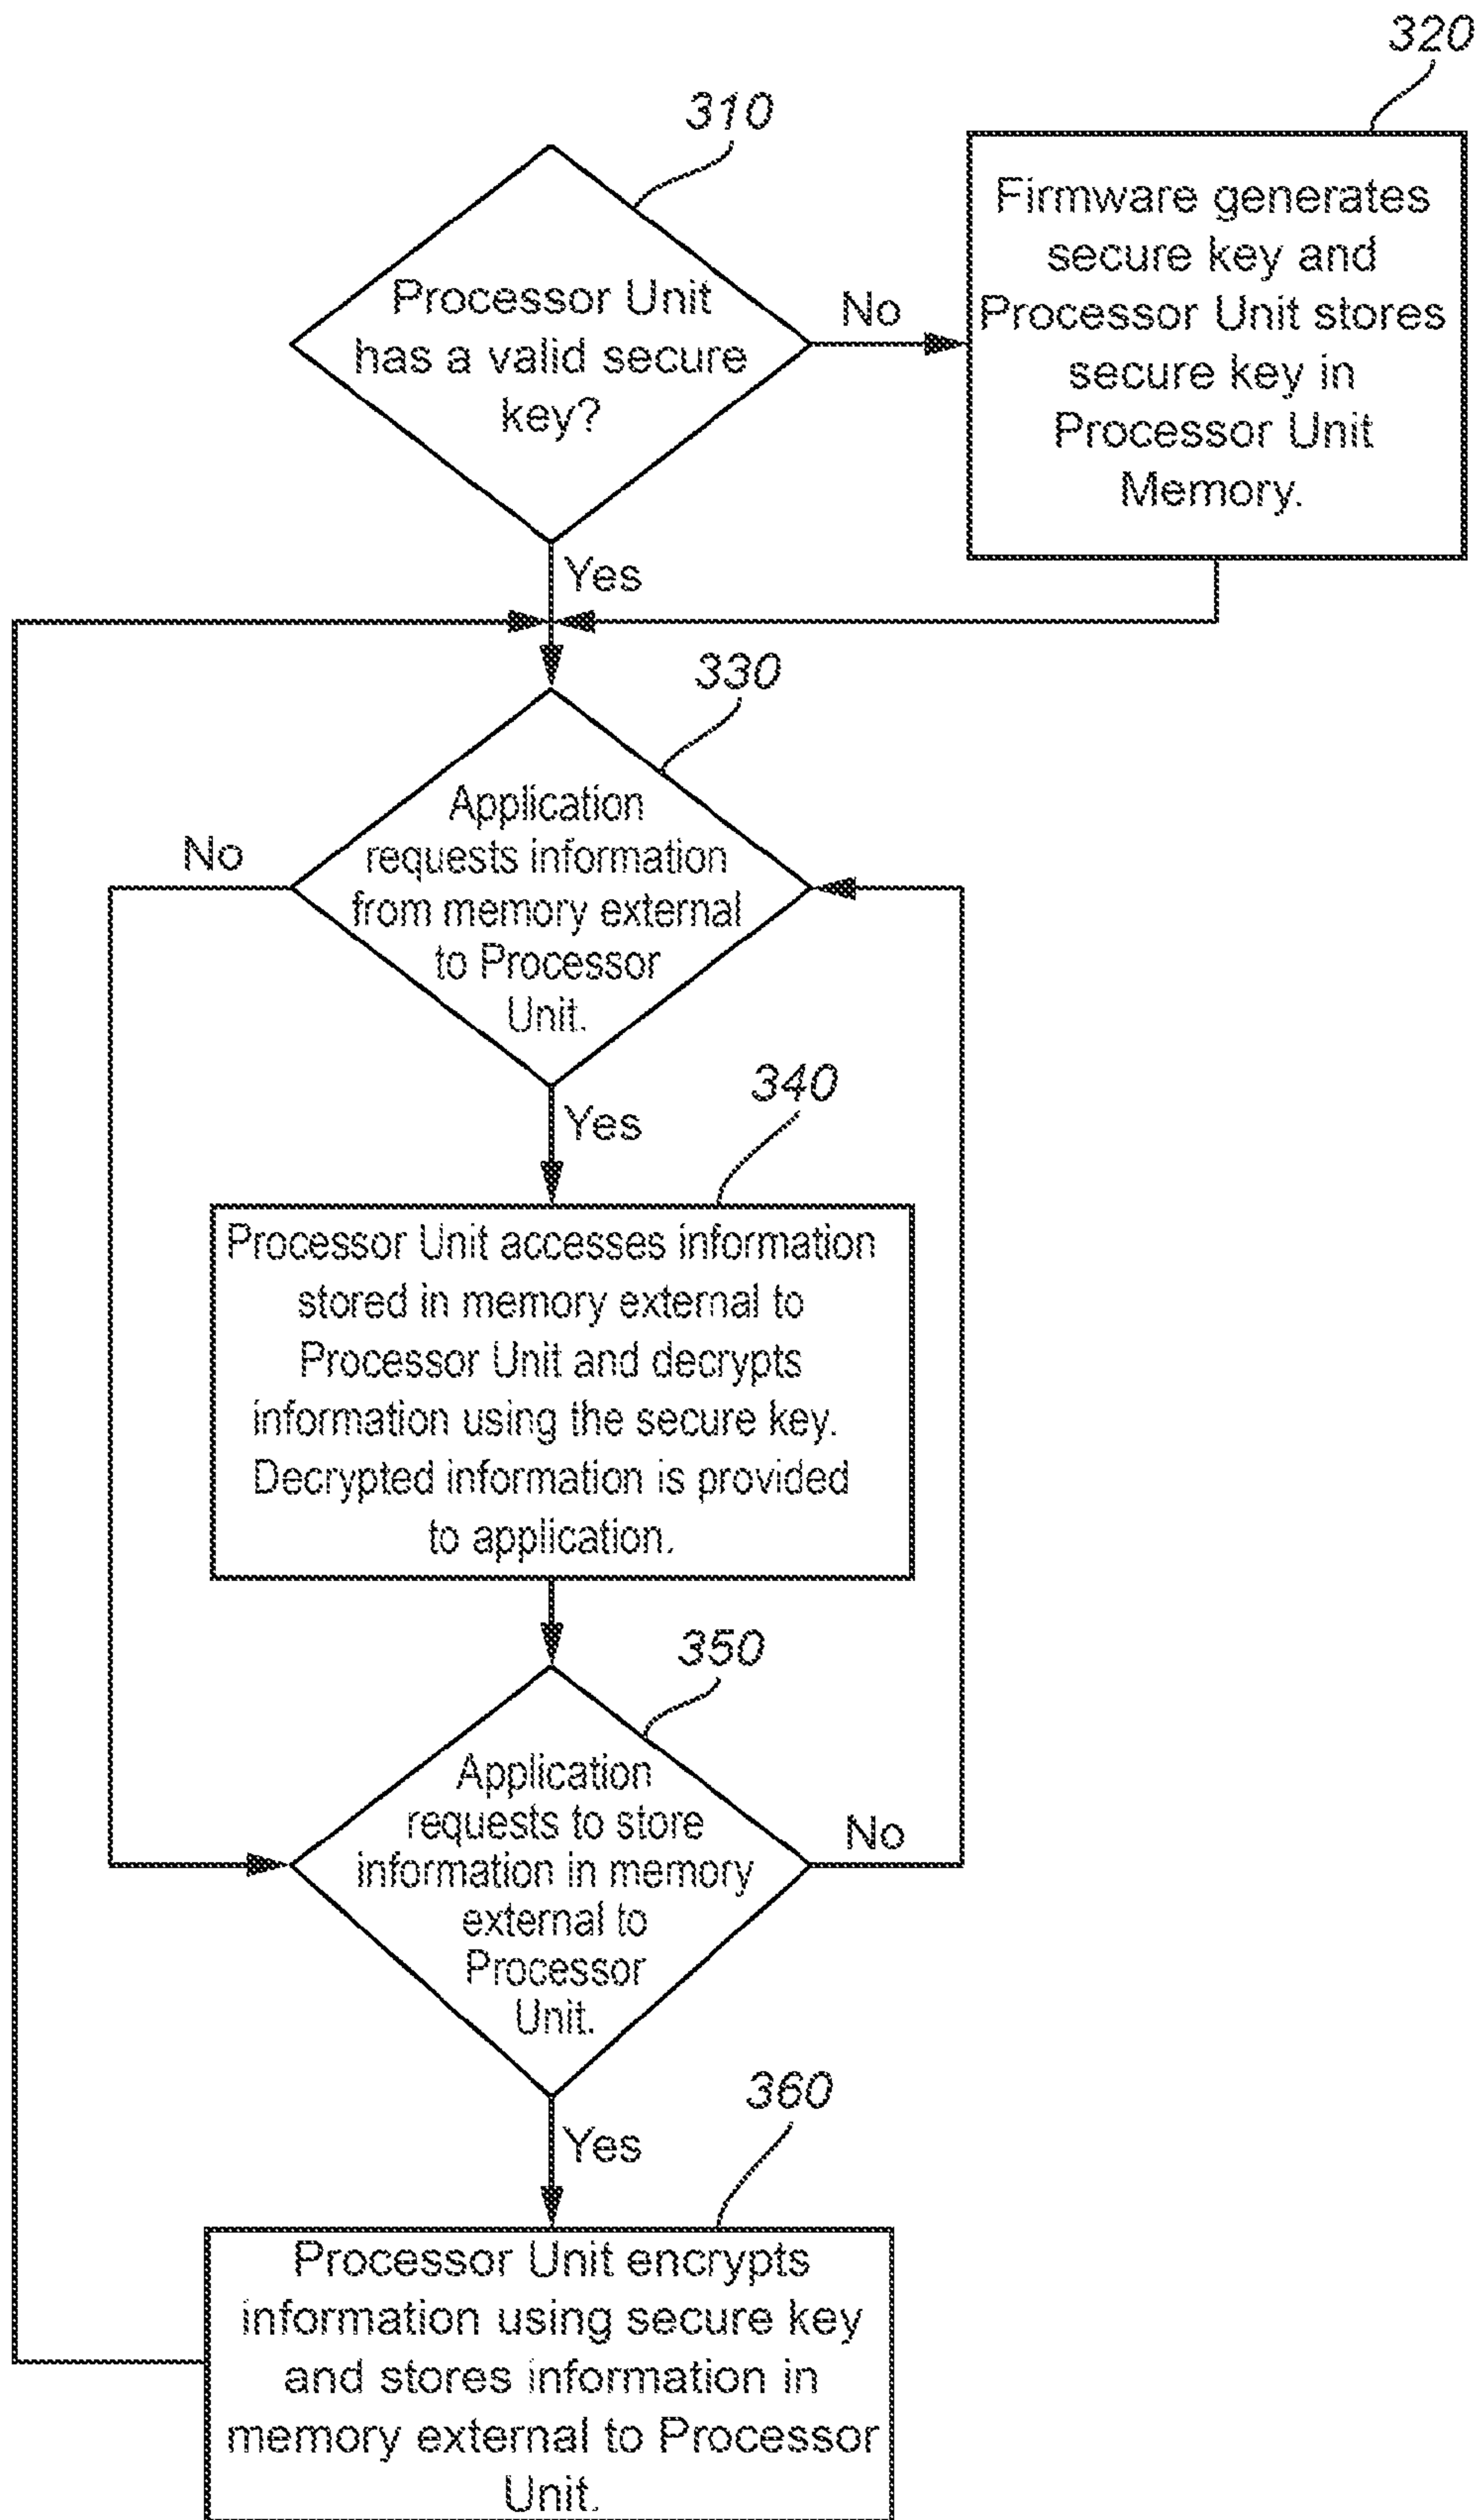 320
310
Firmware generates
secure key and
Processor Unit stores
secure key in
Processor Unit
Memory.
Processor Unit
has a valid secure
key?
No
Yes
330
Application
requests information
from memory external
to Processor
Unit.
No
Yes
340
Processor Unit accesses information
stored in memory external to
Processor Unit and decrypts
information using the secure key.
Decrypted information is provided
to application.
350
Application
requests to store
information in memory
external to
Processor
Unit.
No
Yes
360
Processor Unit encrypts
information using secure key
and stores information in
memory external to Processor
Unit.